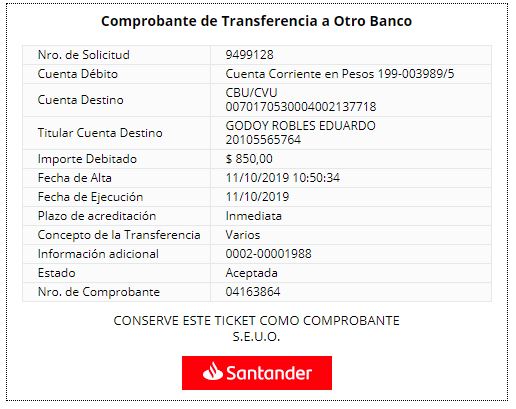 Comprobante de Transferencia a Otro Banco
Nro. de Solicitud 9499128
Cuenta Débito Cuenta Corriente en Pesos 199-003989/5
Cuenta Destino CBU/CVU
0070170530004002137718
Titular Cuenta Destino GODOY ROBLES EDUARDO
20105565764
Importe Debitado $ 850,00
Fecha de Alta 11/10/2019 10:50:34
Fecha de Ejecución 11/10/2019
Plazo de acreditación Inmediata
Concepto de la Transferencia Varios
Información adicional 0002-00001988
Estado Aceptada
Nro. de Comprobante 04163864
CONSERVE ESTE TICKET COMO COMPROBANTE
S.E.U.O.
Santander